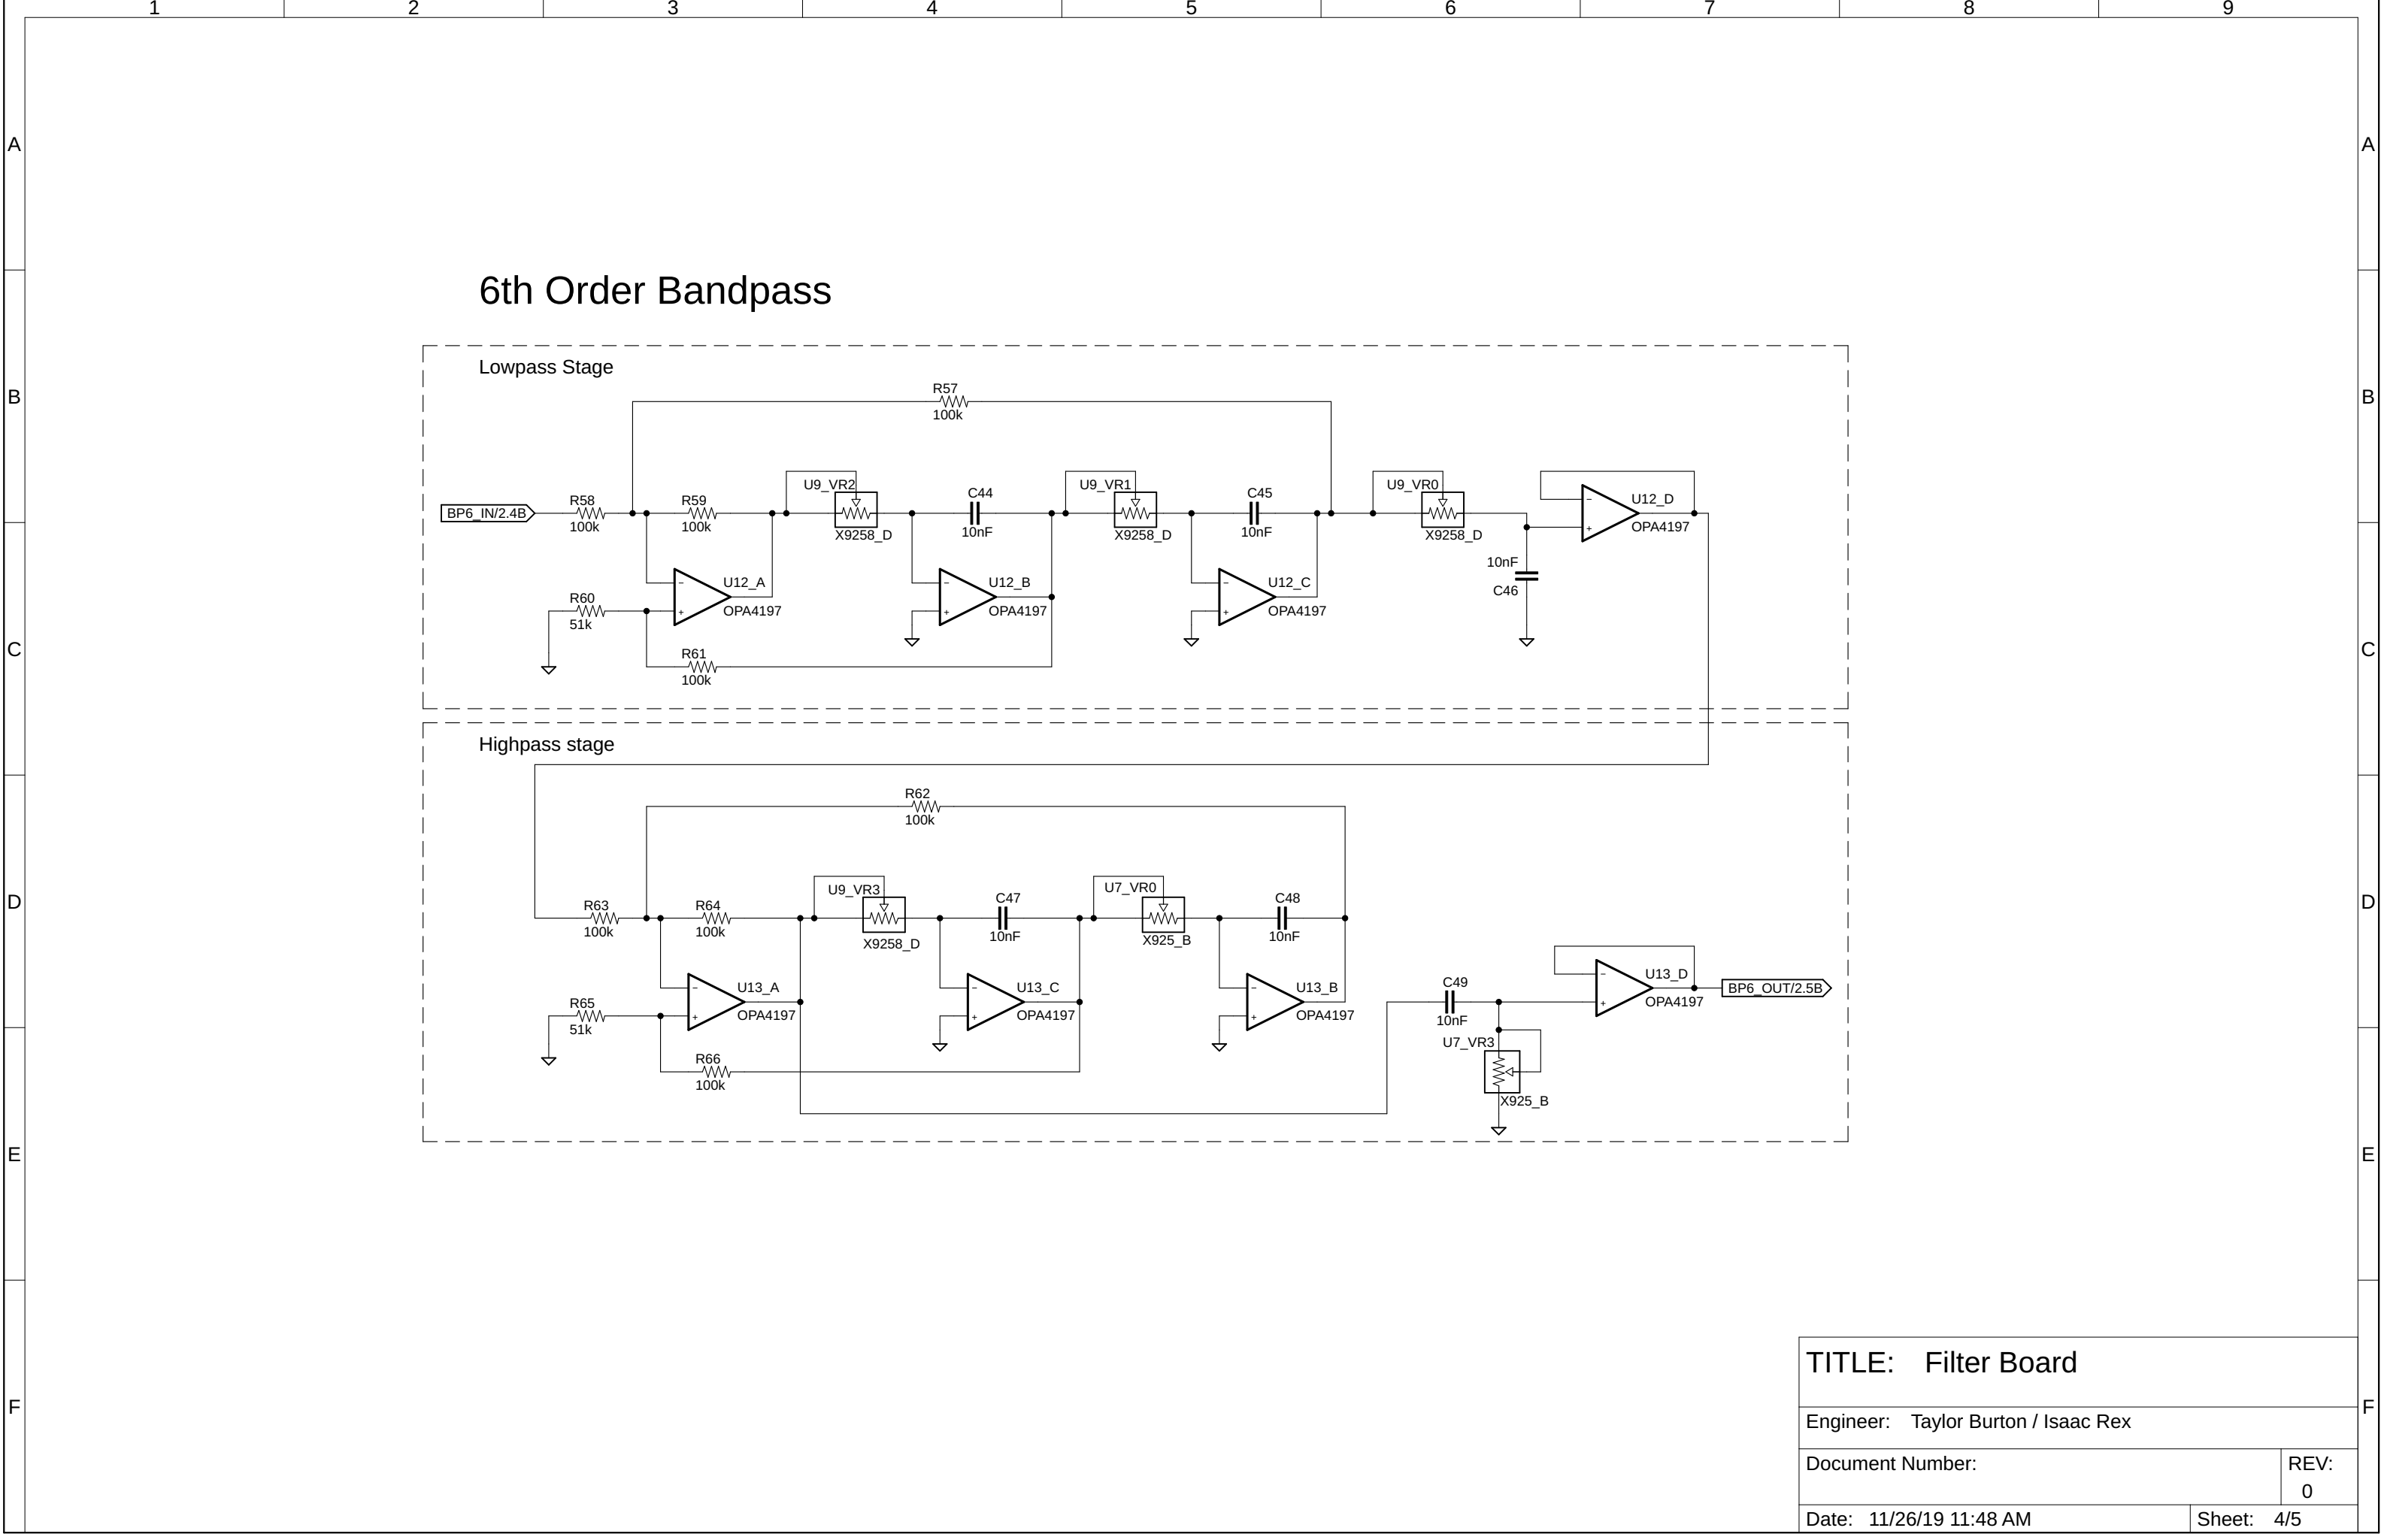 1 2 3 4 5 6 7 8 9
A A
6th Order Bandpass
Lowpass Stage
B B
R57
100k
U9_VR2 C44 U9_VR1 C45 U9_VR0
BP6_IN/2.4B R58 R59 U12_D
100k 100k X9258_D 10nF X9258_D 10nF X9258_D OPA4197
10nF
C46
U12_A U12_B U12_C
R60 OPA4197 OPA4197 OPA4197
51k
− + − + − + − +
C C
R61
100k
Highpass stage
R62
100k
D D
U9_VR3 C47 U7_VR0 C48
R63 R64
100k 100k X9258_D 10nF X925_B 10nF
U13_A U13_C U13_B C49 U13_D
R65 OPA4197 OPA4197 OPA4197 10nF OPA4197 BP6_OUT/2.5B
51k
− + − + − + − +
R66 U7_VR3
100k
X925_B
E E
F F
TITLE: Filter Board
Engineer: Taylor Burton / Isaac Rex
Document Number: REV:
0
Date: 11/26/19 11:48 AM Sheet: 4/5